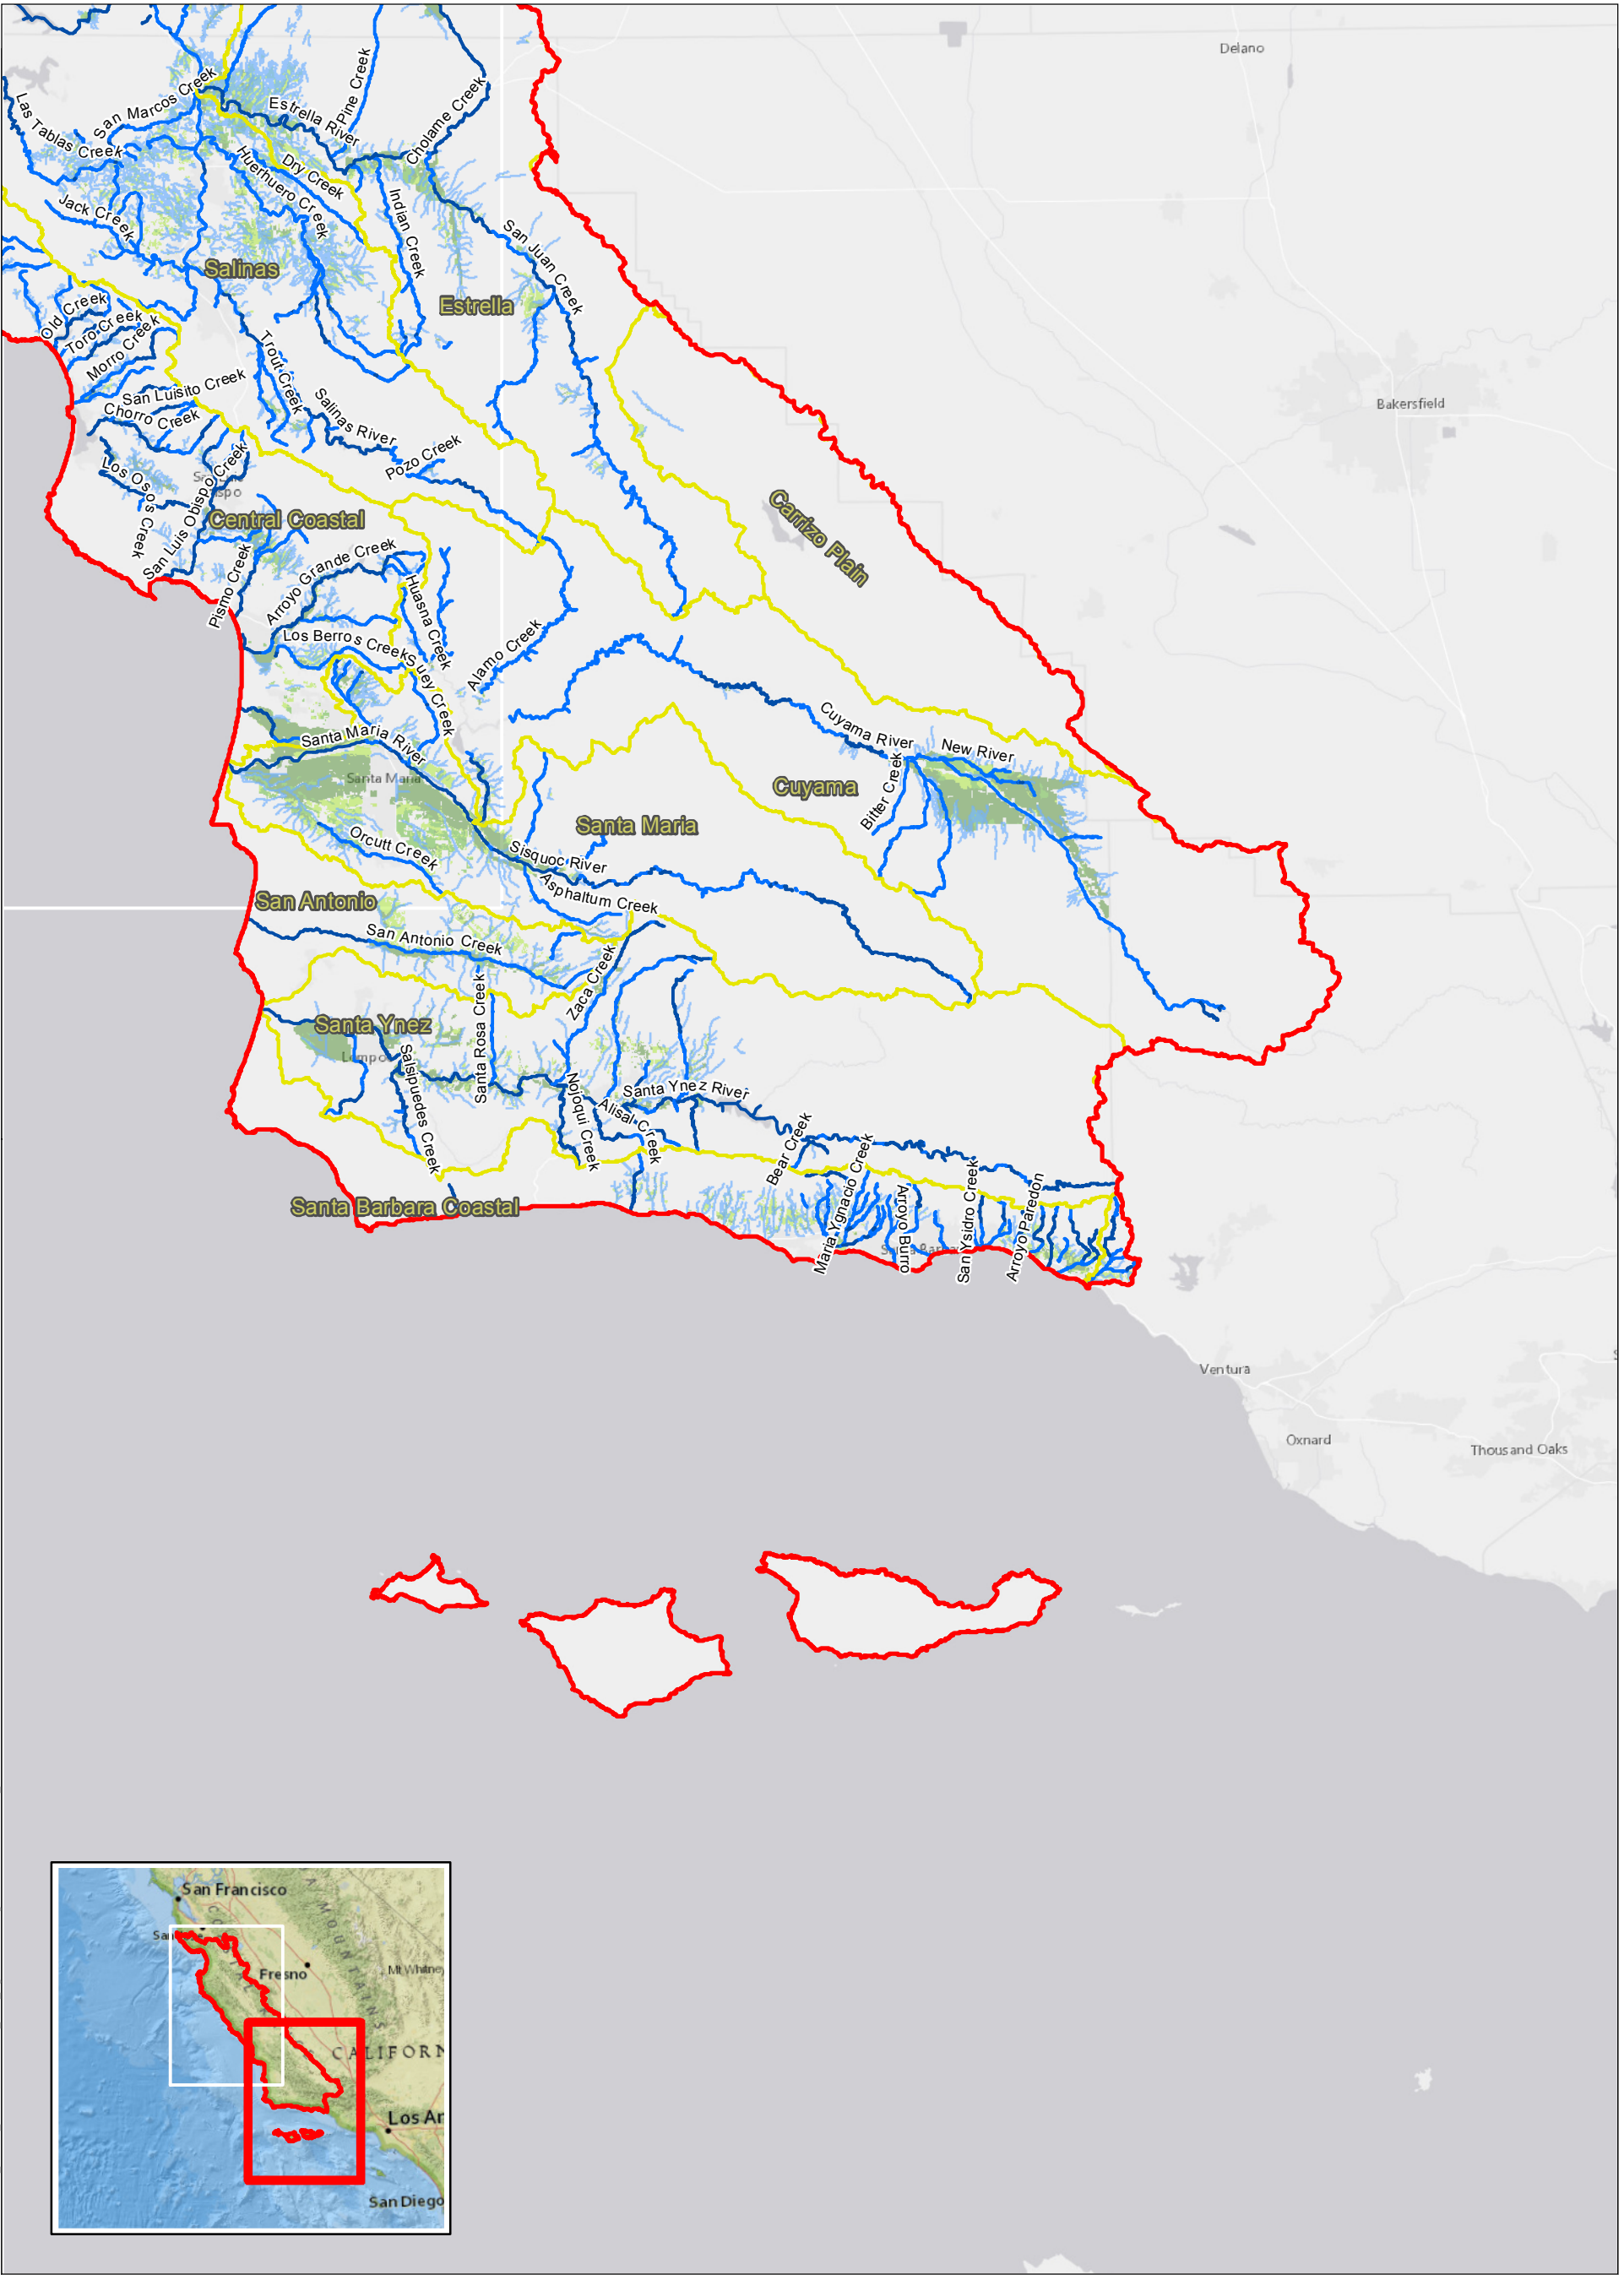 Delano
Pine Creek
San Marcos Creek
Estrella River
Cholame Creek
Las Tablas Creek
Dry Creek
Huerhuero Creek
Indian Creek
Jack Creek
San Juan Creek
Salinas
Estrella
Old Creek
Toro Creek
Morro Creek
Trout Creek
San Luisito Creek
Chorro Creek
Salinas River
Bakersfield
Pozo Creek
Los Osos Creek
San Luis Obispo Creek
Central Coastal
Carrizo Plain
Pismo Creek
Arroyo Grande Creek
Huasna Creek
Los Berros Creek
Suey Creek
Alamo Creek
Santa Maria River
Cuyama River
New River
Santa Maria
Bitter Creek
Cuyama
Santa Maria
Orcutt Creek
Sisquoc River
Asphaltum Creek
San Antonio
San Antonio Creek
Zaca Creek
Santa Rosa Creek
Santa Ynez
Salsipuedes Creek
Nojoqui Creek
Alisal Creek
Santa Ynez River
Bear Creek
Maria Ygnacio Creek
Arroyo Burro
San Ysidro Creek
Arroyo Paredon
Santa Barbara Coastal
Ventura
Oxnard
Thousand Oaks
San Francisco
Fresno
Mt Whitney
CALIFORN
Los An
San Diego